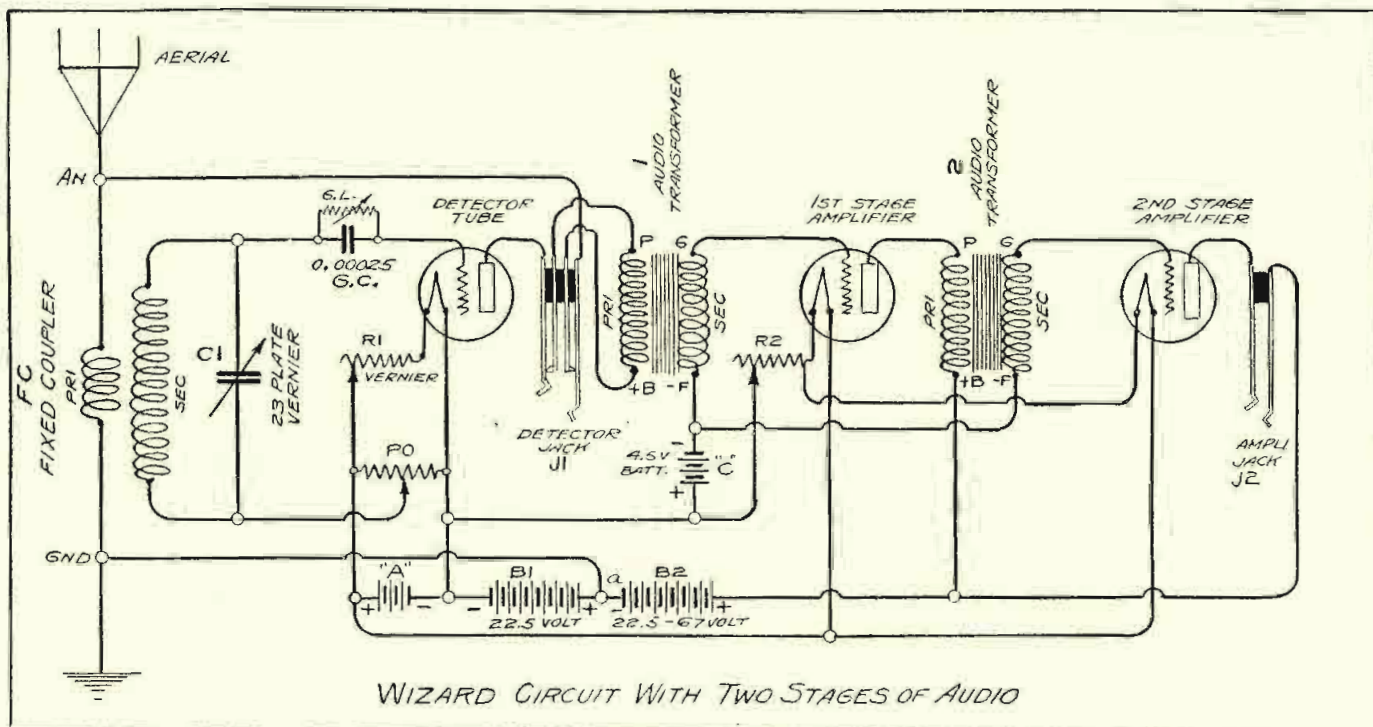 AERIAL
AN
G.L.
0.00025
G.C.
DETECTOR
TUBE
1
AUDIO
TRANSFORMER
P
G
PRI
SEC
+B
-F
1ST STAGE
AMPLIFIER
2
AUDIO
TRANSFORMER
P
G
PRI
SEC
+B
-F
2ND STAGE
AMPLIFIER
FC
FIXED COUPLER
PRI
SEC
C1
23 PLATE
VERNIER
R1
VERNIER
R2
PO
DETECTOR
JACK
J1
-
4.5V
BATT.
"C"
+
AMPLI.
JACK
J2
GND
"A"
+ -
B1
- +
22.5 VOLT
a
B2
- +
22.5-67 VOLT
WIZARD CIRCUIT WITH TWO STAGES OF AUDIO